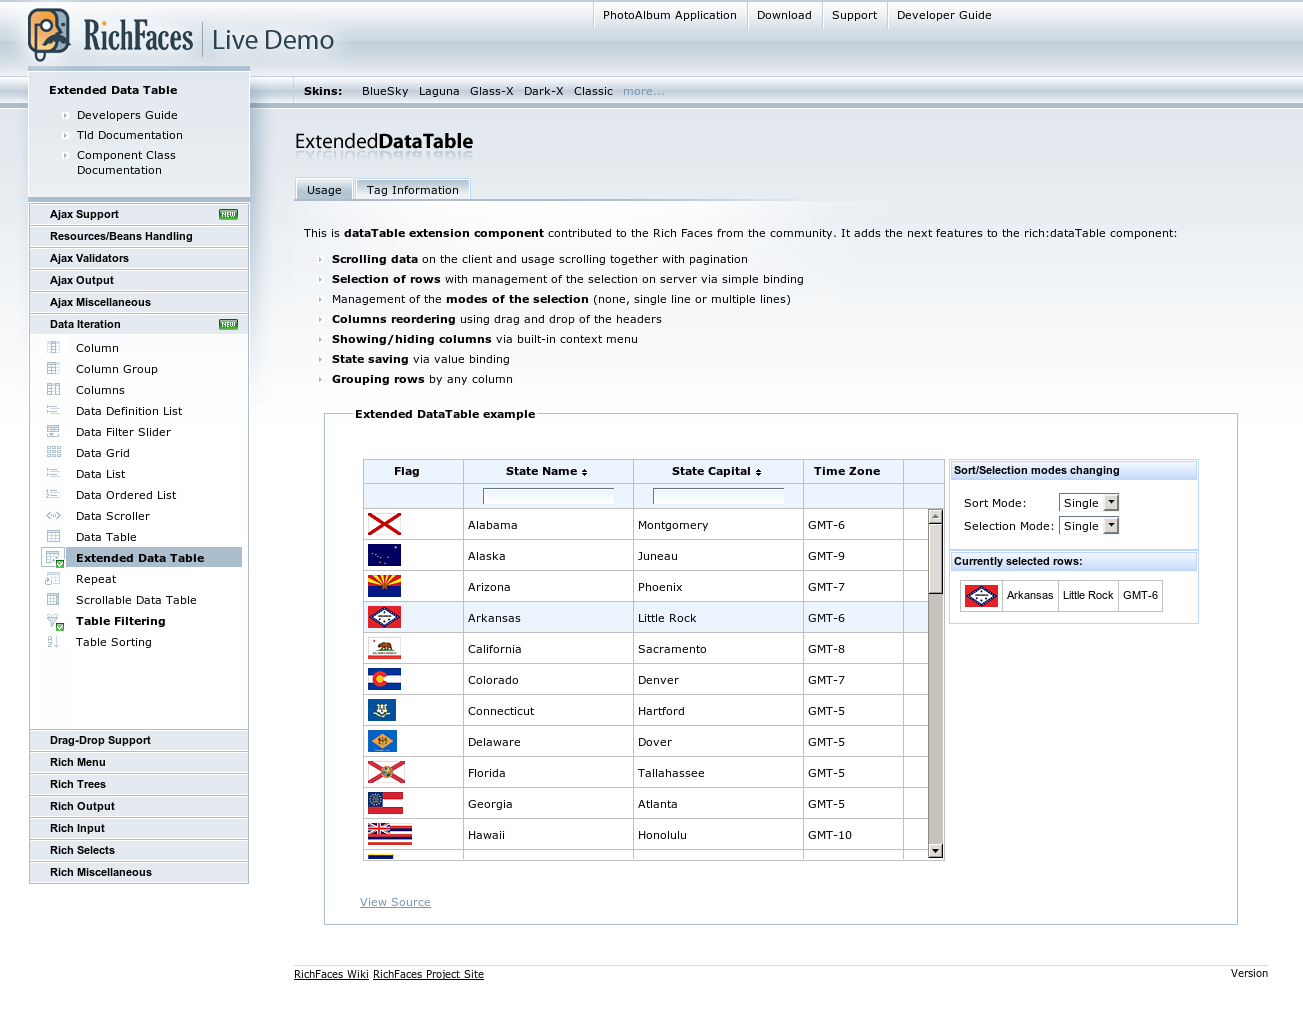 RichFaces Live Demo
PhotoAlbum Application Download Support Developer Guide
Extended Data Table
Developers Guide
Tld Documentation
Component Class
Documentation
Skins: BlueSky Laguna Glass-X Dark-X Classic more...
Ajax Support NEW
Resources/Beans Handling
Ajax Validators
Ajax Output
Ajax Miscellaneous
Data Iteration NEW
Column
Column Group
Columns
Data Definition List
Data Filter Slider
Data Grid
Data List
Data Ordered List
Data Scroller
Data Table
Extended Data Table
Repeat
Scrollable Data Table
Table Filtering
Table Sorting
Drag-Drop Support
Rich Menu
Rich Trees
Rich Output
Rich Input
Rich Selects
Rich Miscellaneous
ExtendedDataTable
Usage Tag Information
This is dataTable extension component contributed to the Rich Faces from the community. It adds the next features to the rich:dataTable component:
Scrolling data on the client and usage scrolling together with pagination
Selection of rows with management of the selection on server via simple binding
Management of the modes of the selection (none, single line or multiple lines)
Columns reordering using drag and drop of the headers
Showing/hiding columns via built-in context menu
State saving via value binding
Grouping rows by any column
Extended DataTable example
Flag State Name State Capital Time Zone
Alabama Montgomery GMT-6
Alaska Juneau GMT-9
Arizona Phoenix GMT-7
Arkansas Little Rock GMT-6
California Sacramento GMT-8
Colorado Denver GMT-7
Connecticut Hartford GMT-5
Delaware Dover GMT-5
Florida Tallahassee GMT-5
Georgia Atlanta GMT-5
Hawaii Honolulu GMT-10
Sort/Selection modes changing
Sort Mode: Single
Selection Mode: Single
Currently selected rows:
Arkansas Little Rock GMT-6
View Source
RichFaces Wiki RichFaces Project Site
Version